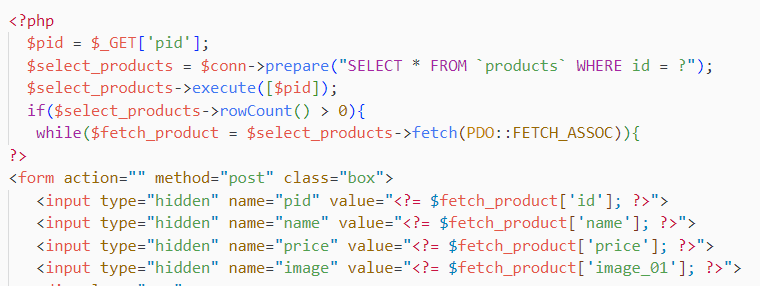 <?php
$pid = $_GET['pid'];
$select_products = $conn->prepare("SELECT * FROM `products` WHERE id = ?");
$select_products->execute([$pid]);
if($select_products->rowCount() > 0){
while($fetch_product = $select_products->fetch(PDO::FETCH_ASSOC)){
?>
<form action="" method="post" class="box">
<input type="hidden" name="pid" value="<?= $fetch_product['id']; ?>">
<input type="hidden" name="name" value="<?= $fetch_product['name']; ?>">
<input type="hidden" name="price" value="<?= $fetch_product['price']; ?>">
<input type="hidden" name="image" value="<?= $fetch_product['image_01']; ?>">